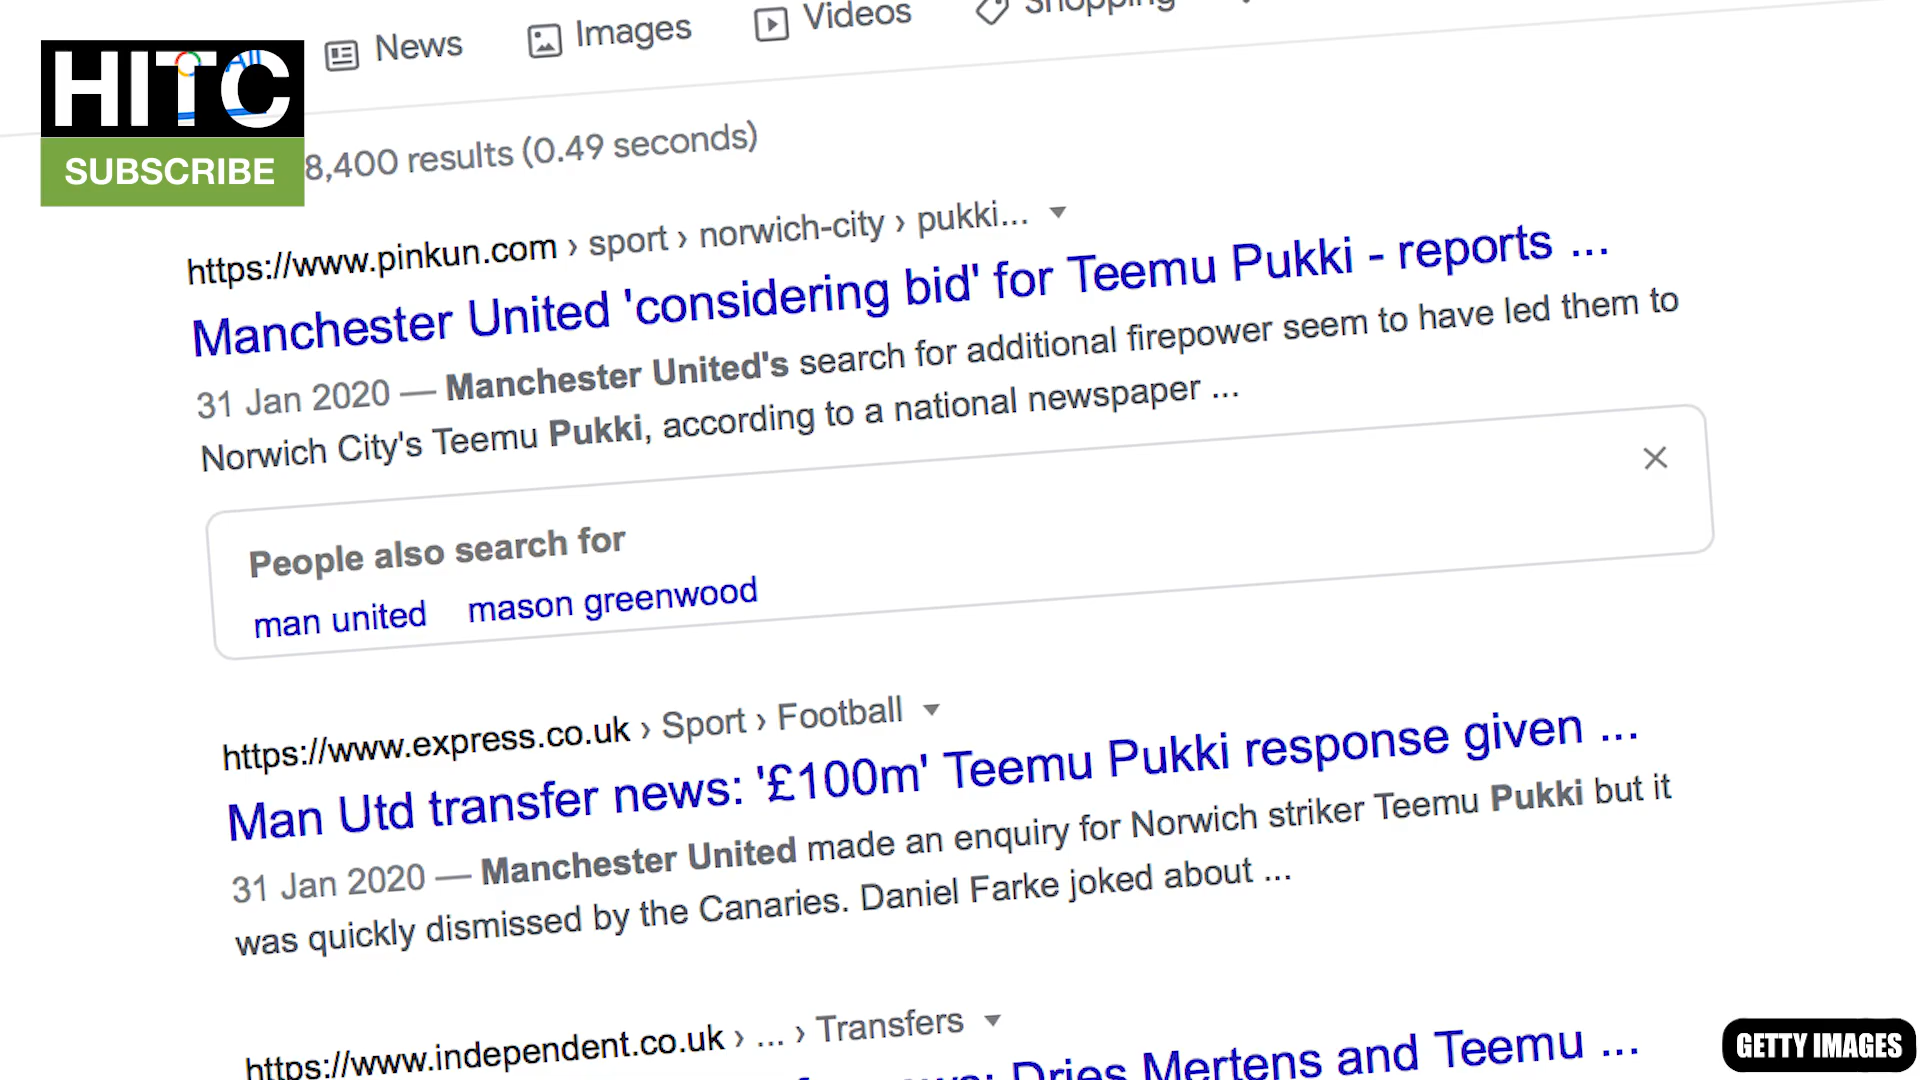 News
Images
Videos
Shopping
HITC
All
SUBSCRIBE
8,400 results (0.49 seconds)
https://www.pinkun.com › sport › norwich-city › pukki...
Manchester United 'considering bid' for Teemu Pukki - reports ...
31 Jan 2020 — Manchester United's search for additional firepower seem to have led them to
Norwich City's Teemu Pukki, according to a national newspaper ...
People also search for
man united mason greenwood
https://www.express.co.uk › Sport › Football
Man Utd transfer news: '£100m' Teemu Pukki response given ...
31 Jan 2020 — Manchester United made an enquiry for Norwich striker Teemu Pukki but it
was quickly dismissed by the Canaries. Daniel Farke joked about ...
https://www.independent.co.uk › ... › Transfers
Dries Mertens and Teemu ...
GETTY IMAGES